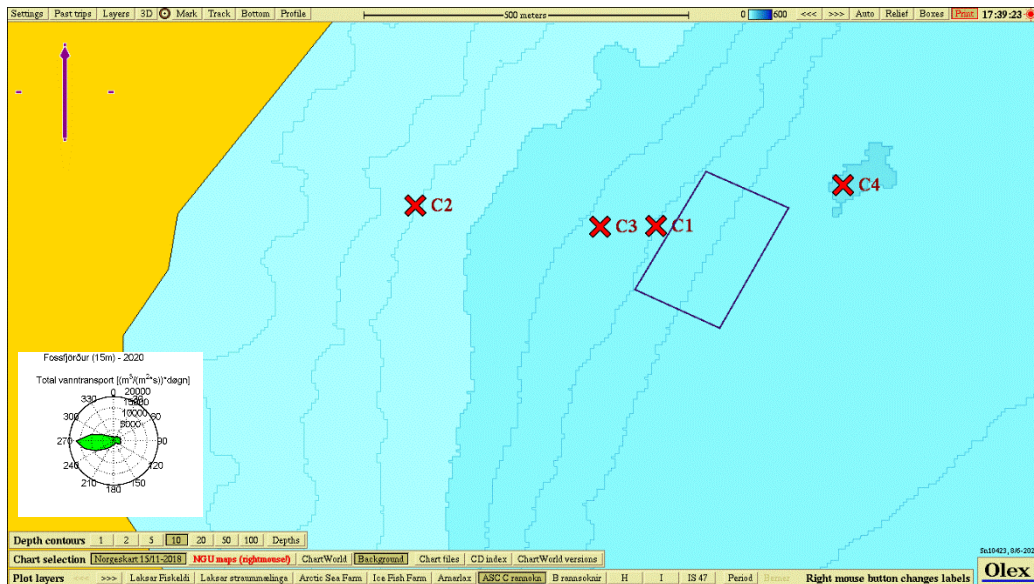 Settings Past trips Layers 3D Mark Track Bottom Profile 500 meters 0 600 <<< >>> Auto Relief Boxes Print 17:39:23
C4
C2
C3 C1
Fossfjörður (15m) - 2020
Total vanntransport [(m³/(m²*s))*døgn]
0 20000
330 15000
300 10000 60
5000
270 90
240 120
210 150
180
Depth contours 1 2 5 10 20 50 100 Depths
Chart selection Norgeskart 15/11-2018 NGU maps (rightmouse!) ChartWorld Background Chart files CD index ChartWorld versions
Plot layers <<< >>> Laksar Fiskeldi Laksar straummælinga Arctic Sea Farm Ice Fish Farm Arnarlax ASC C rannsokn B rannsoknir H I IS 47 Period Right mouse button changes labels
Olex